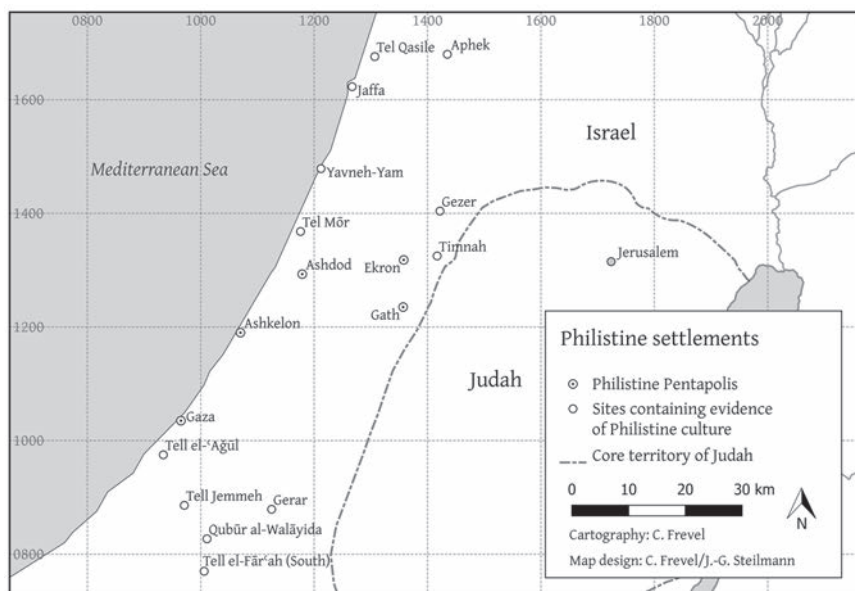 0800
1000
1200
1400
1600
1800
2000
Tel Qasile
Aphek
1600
Jaffa
Israel
Mediterranean Sea
Yavneh-Yam
1400
Gezer
Tel Mōr
Timnah
Jerusalem
Ashdod
Ekron
Gath
1200
Ashkelon
Judah
Gaza
1000
Tell el-ʿAǧūl
Tell Jemmeh
Gerar
Qubūr al-Walāyida
0800
Tell el-Fārʿah (South)
Philistine settlements
Philistine Pentapolis
Sites containing evidence
of Philistine culture
Core territory of Judah
0 10 20 30 km
N
Cartography: C. Frevel
Map design: C. Frevel/J.-G. Steilmann